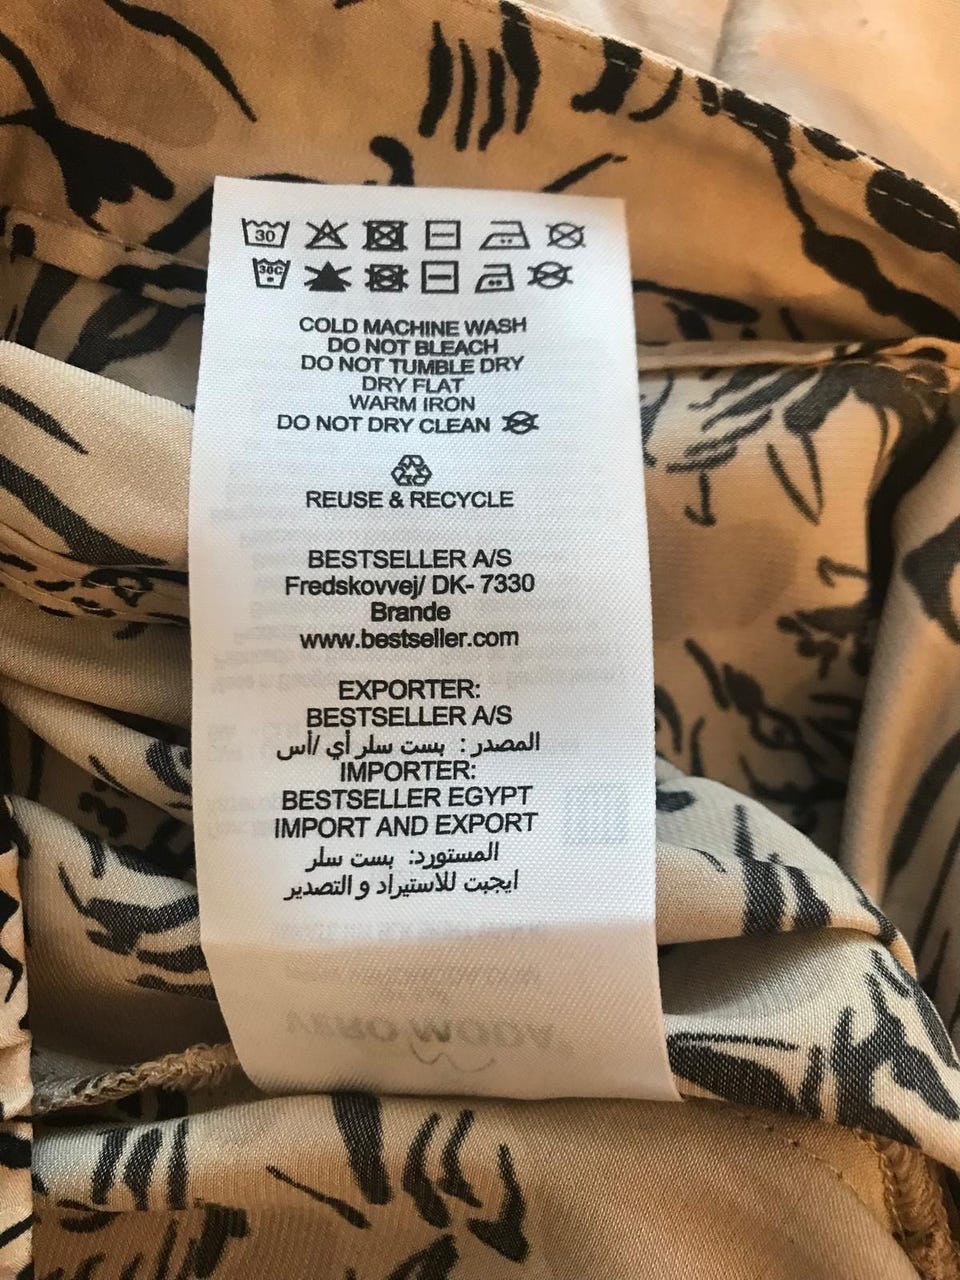 30
30C
COLD MACHINE WASH
DO NOT BLEACH
DO NOT TUMBLE DRY
DRY FLAT
WARM IRON
DO NOT DRY CLEAN
REUSE & RECYCLE
BESTSELLER A/S
Fredskovvej/ DK- 7330
Brande
www.bestseller.com
EXPORTER:
BESTSELLER A/S
المصدر : بست سلر أي /أس
IMPORTER:
BESTSELLER EGYPT
IMPORT AND EXPORT
المستورد: بست سلر
ايجبت للاستيراد و التصدير
VERO MODA